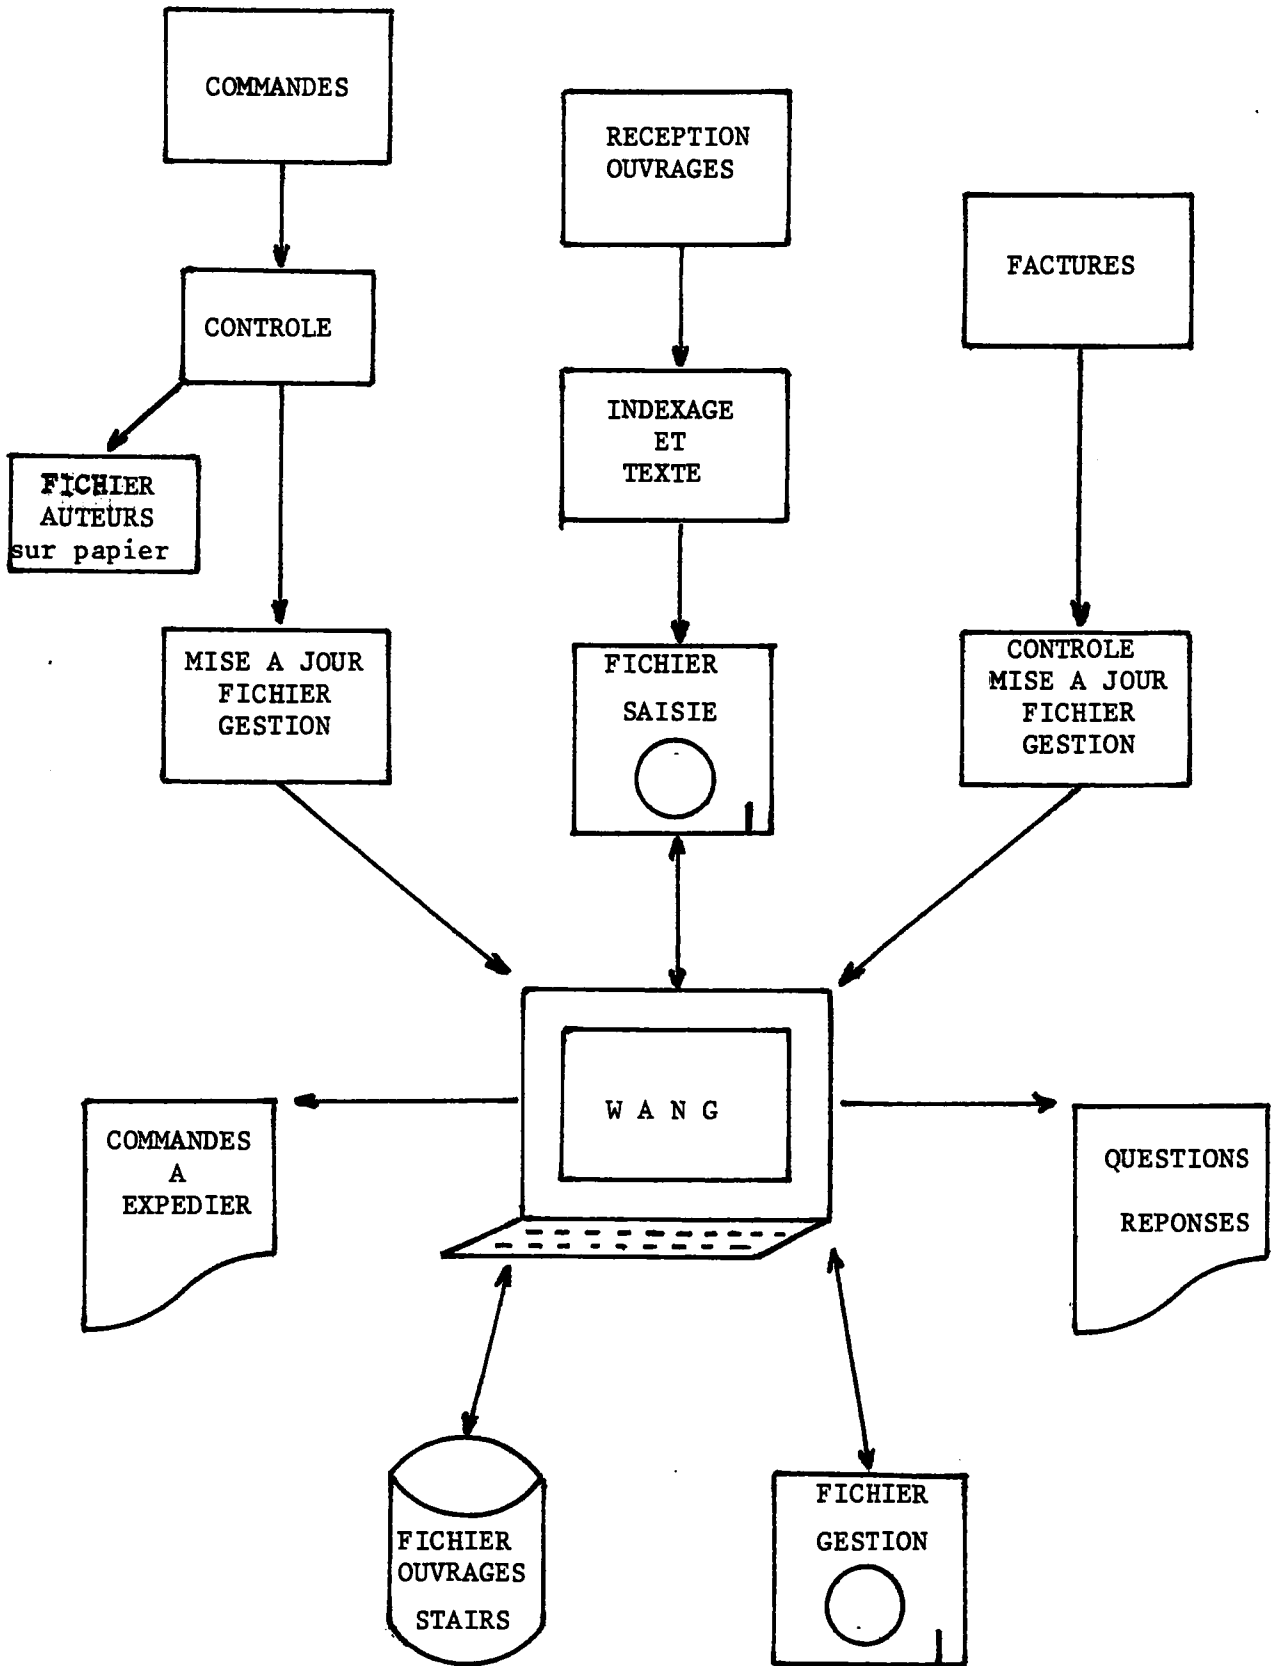 COMMANDES
RECEPTION
OUVRAGES
FACTURES
CONTROLE
INDEXAGE
ET
TEXTE
FICHIER
AUTEURS
sur papier
MISE A JOUR
FICHIER
GESTION
FICHIER
SAISIE
CONTROLE
MISE A JOUR
FICHIER
GESTION
W A N G
COMMANDES
A
EXPEDIER
QUESTIONS
REPONSES
FICHIER
OUVRAGES
STAIRS
FICHIER
GESTION